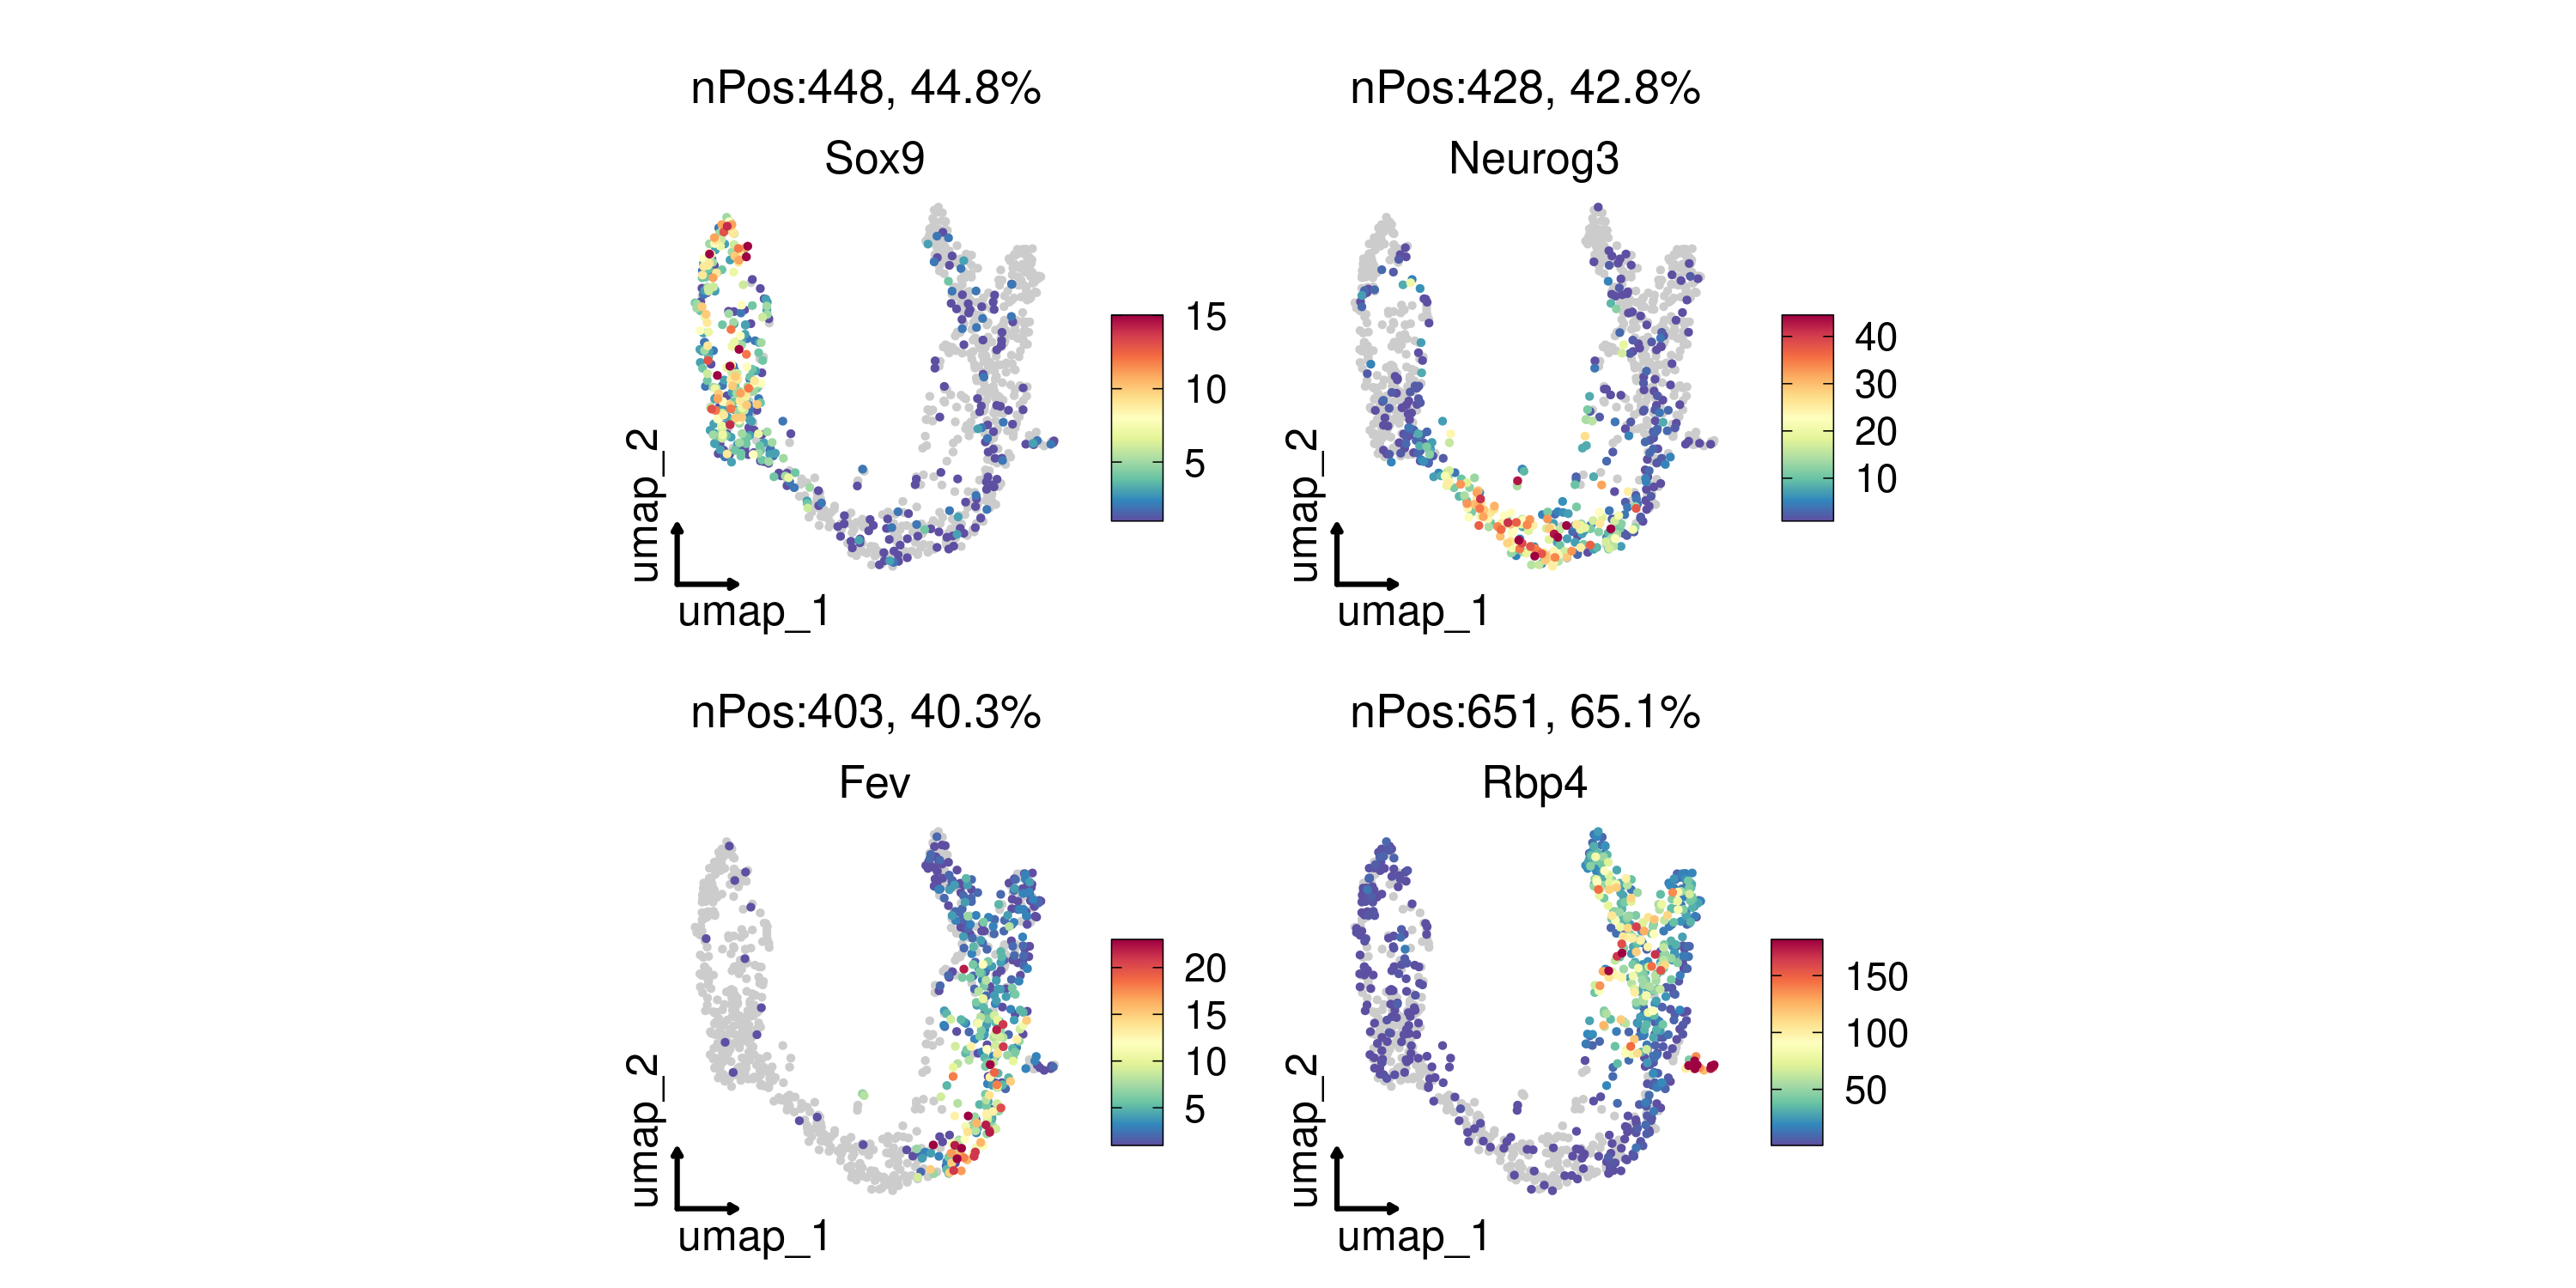 nPos:448, 44.8%
Sox9
15
10
5
umap_2
umap_1
nPos:428, 42.8%
Neurog3
40
30
20
10
umap_2
umap_1
nPos:403, 40.3%
Fev
20
15
10
5
umap_2
umap_1
nPos:651, 65.1%
Rbp4
150
100
50
umap_2
umap_1